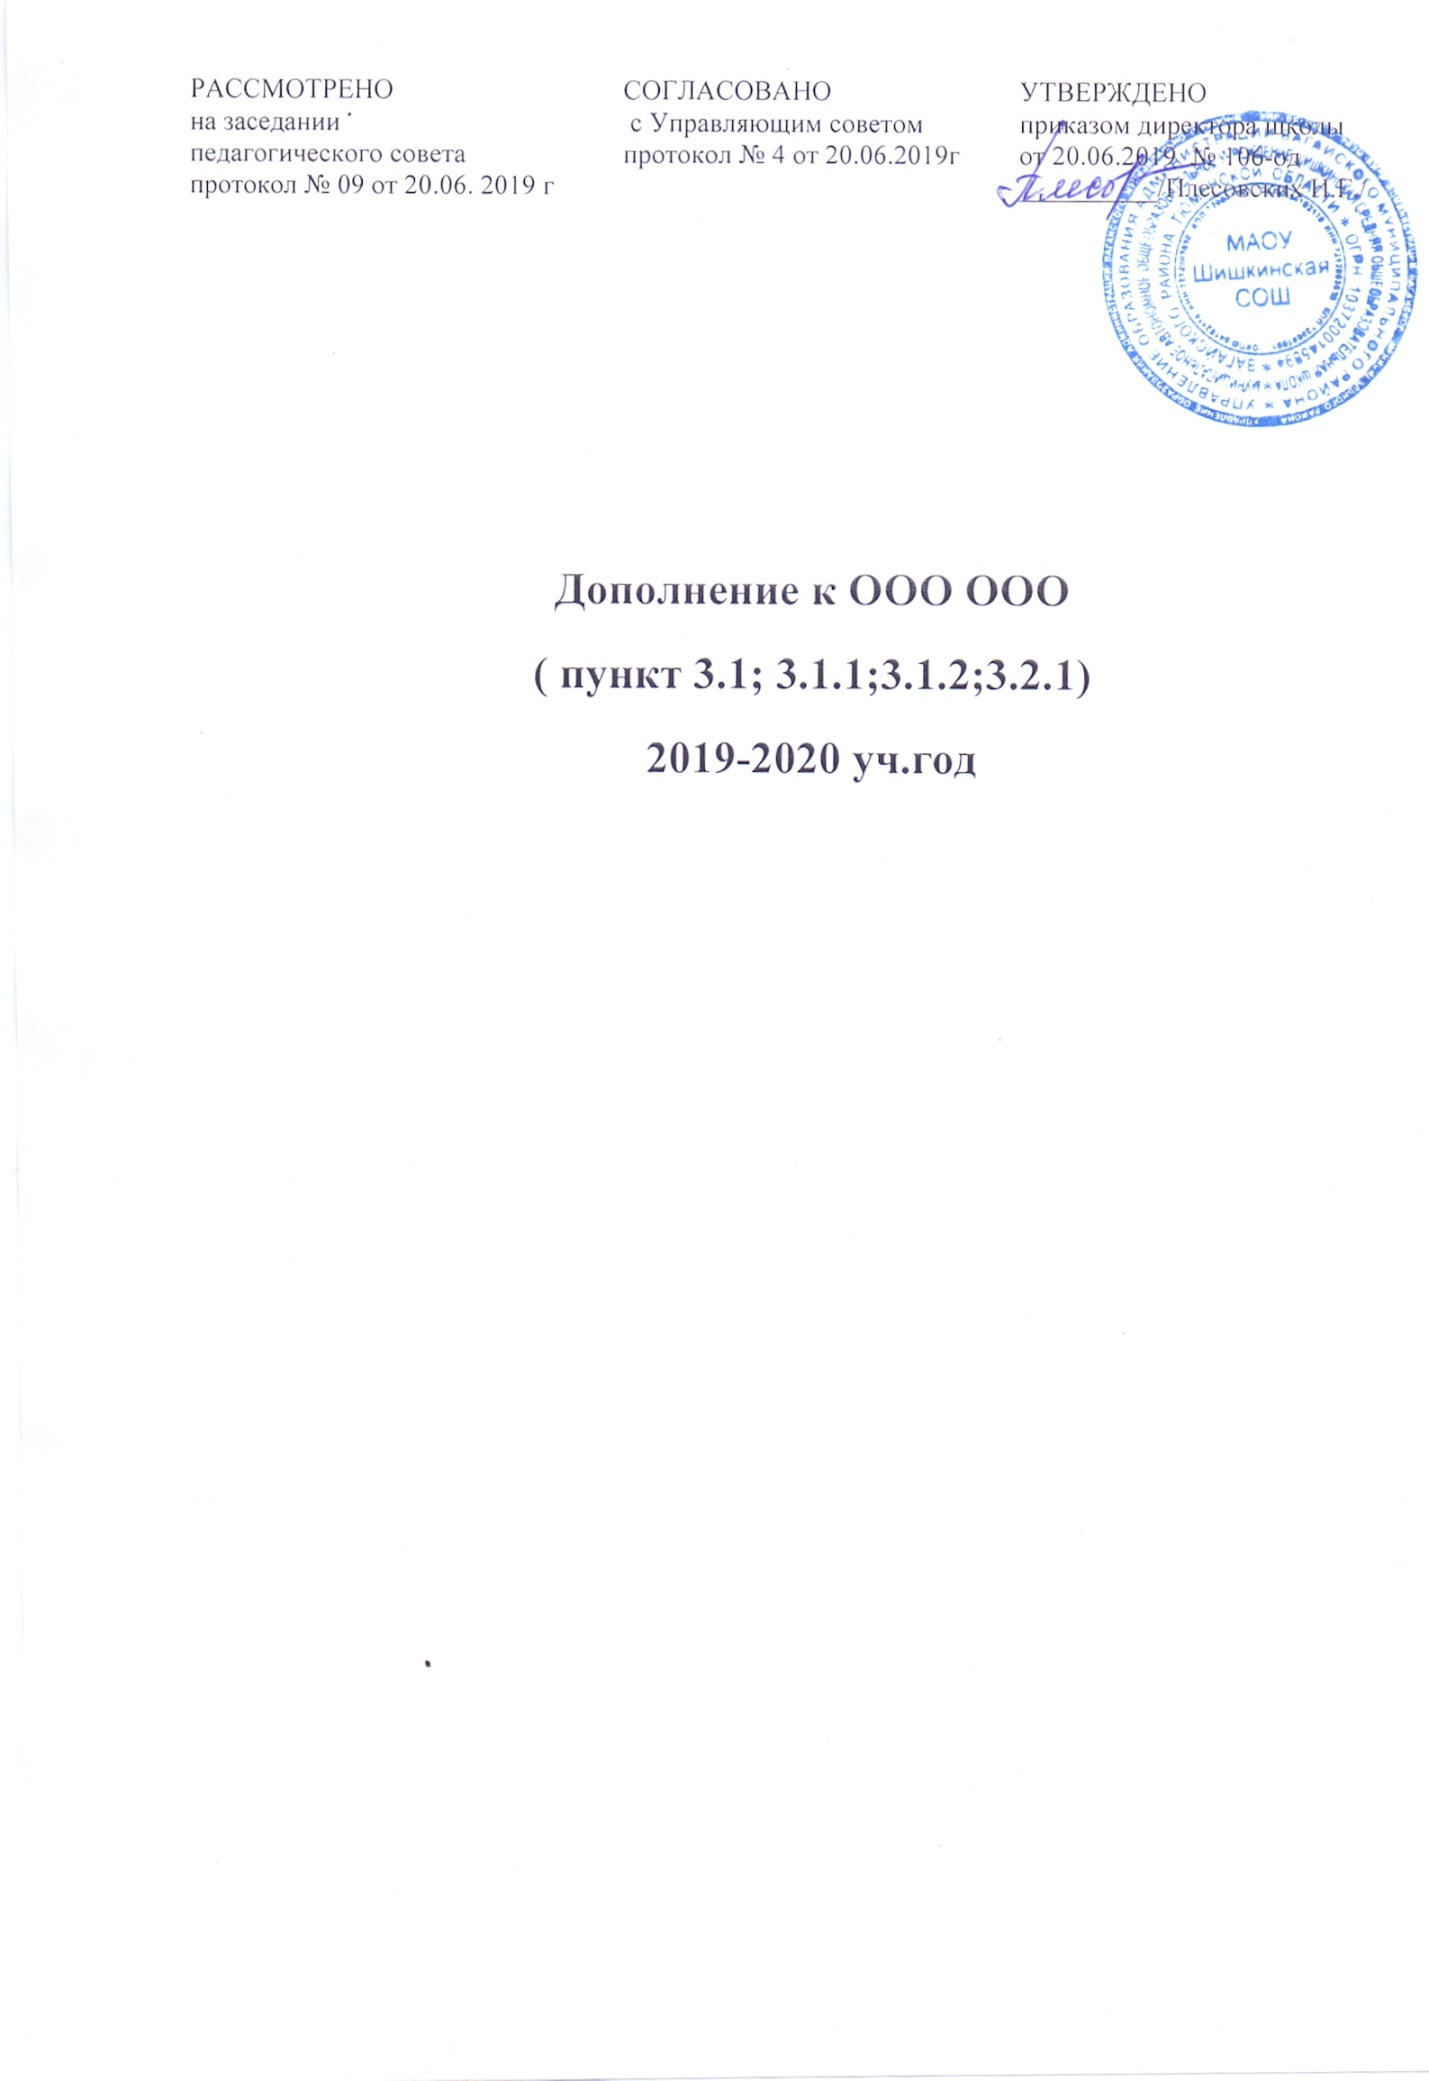 РАССМОТРЕНО
на заседании
педагогического совета
протокол № 09 от 20.06. 2019 г
СОГЛАСОВАНО
с Управляющим советом
протокол № 4 от 20.06.2019г
УТВЕРЖДЕНО
приказом директора школы
от 20.06.2019 № 106-од
/Плесовских И.Г./
МАОУ
Шишкинская
СОШ
Дополнение к ООО ООО
( пункт 3.1; 3.1.1;3.1.2;3.2.1)
2019-2020 уч.год